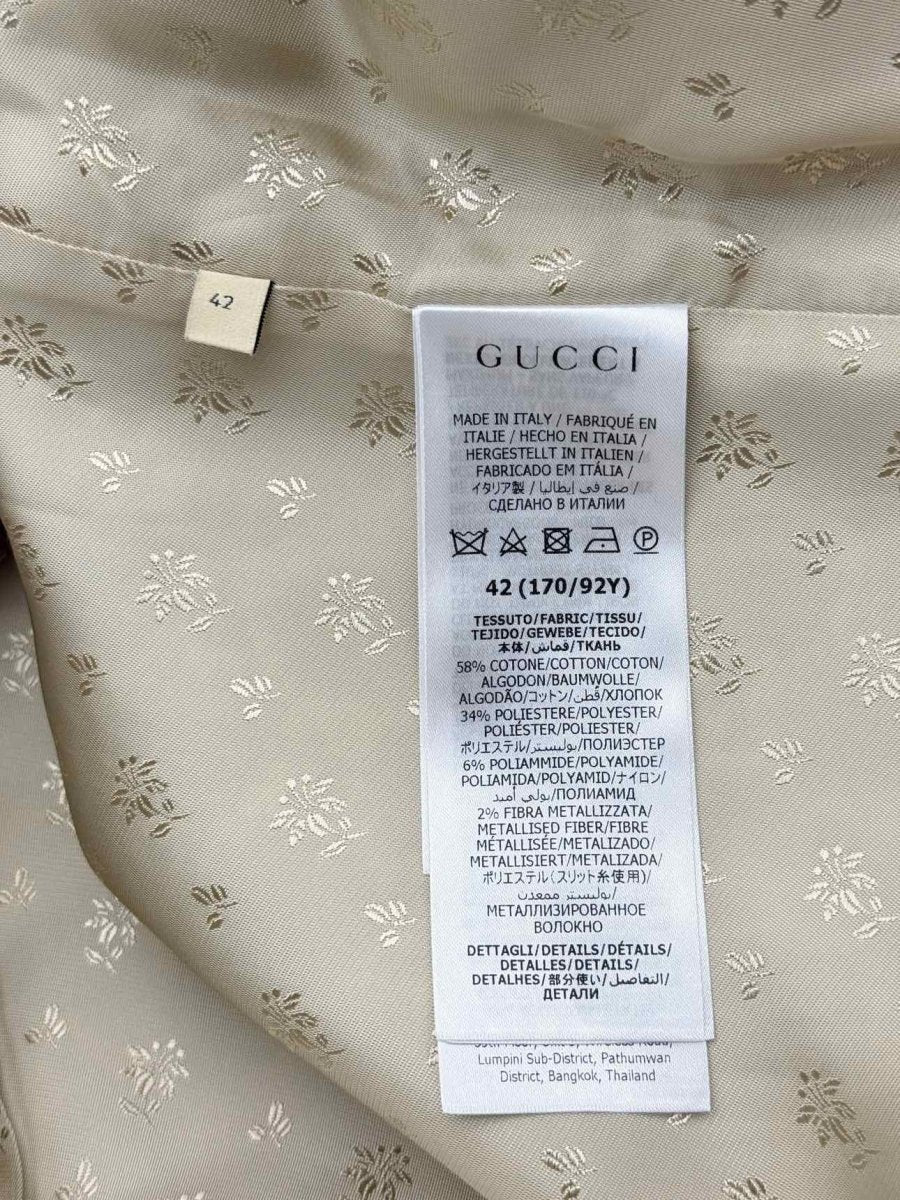 42
GUCCI
MADE IN ITALY / FABRIQUÉ EN
ITALIE / HECHO EN ITALIA /
HERGESTELLT IN ITALIEN /
FABRICADO EM ITÁLIA /
イタリア製 / صنع في إيطاليا /
СДЕЛАНО В ИТАЛИИ
P
42 (170/92Y)
TESSUTO/FABRIC/TISSU/
TEJIDO/GEWEBE/TECIDO/
本体/قماش/ТКАНЬ
58% COTONE/COTTON/COTON/
ALGODON/BAUMWOLLE/
ALGODÃO/コットン/قطن/ХЛОПОК
34% POLIESTERE/POLYESTER/
POLIÉSTER/POLIESTER/
ポリエステル/بوليستر/ПОЛИЭСТЕР
6% POLIAMMIDE/POLYAMIDE/
POLIAMIDA/POLYAMID/ナイロン/
بولي أميد/ПОЛИАМИД
2% FIBRA METALLIZZATA/
METALLISED FIBER/FIBRE
MÉTALLISÉE/METALIZADO/
METALLISIERT/METALIZADA/
ポリエステル(スリット糸使用)/
بوليستر ممعدن/
МЕТАЛЛИЗИРОВАННОЕ
ВОЛОКНО
DETTAGLI/DETAILS/DÉTAILS/
DETALLES/DETAILS/
DETALHES/部分使い/التفاصيل/
ДЕТАЛИ
Lumpini Sub-District, Pathumwan
District, Bangkok, Thailand